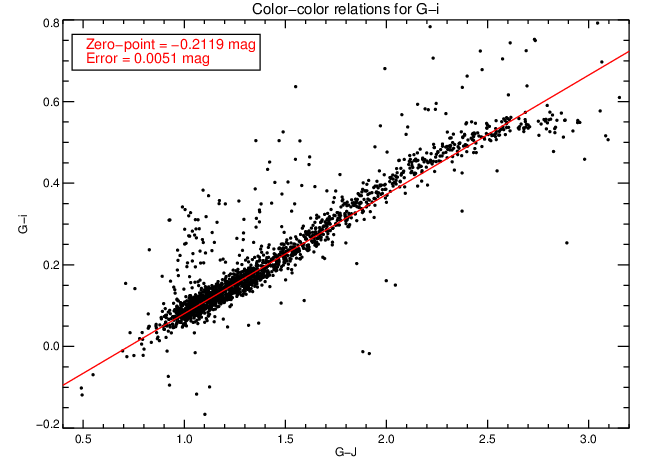 Color−color relations for G−i
Zero−point = −0.2119 mag
Error = 0.0051 mag
0.8
0.6
0.4
0.2
0.0
−0.2
G−i
0.5 1.0 1.5 2.0 2.5 3.0
G−J